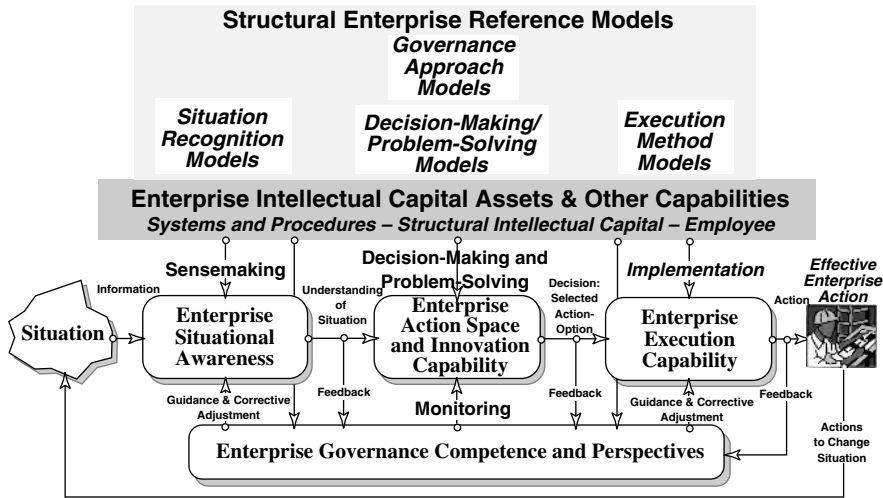 Structural Enterprise Reference Models
Governance
Approach
Models
Situation
Recognition
Models
Decision-Making/
Problem-Solving
Models
Execution
Method
Models
Enterprise Intellectual Capital Assets & Other Capabilities
Systems and Procedures – Structural Intellectual Capital – Employee
Sensemaking
Decision-Making and
Problem-Solving
Implementation
Effective
Enterprise
Action
Information
Understanding
of
Situation
Decision:
Selected
Action-
Option
Action
Situation
Enterprise
Situational
Awareness
Enterprise
Action Space
and Innovation
Capability
Enterprise
Execution
Capability
Guidance & Corrective
Adjustment
Feedback
Monitoring
Feedback
Guidance & Corrective
Adjustment
Feedback
Enterprise Governance Competence and Perspectives
Actions
to Change
Situation